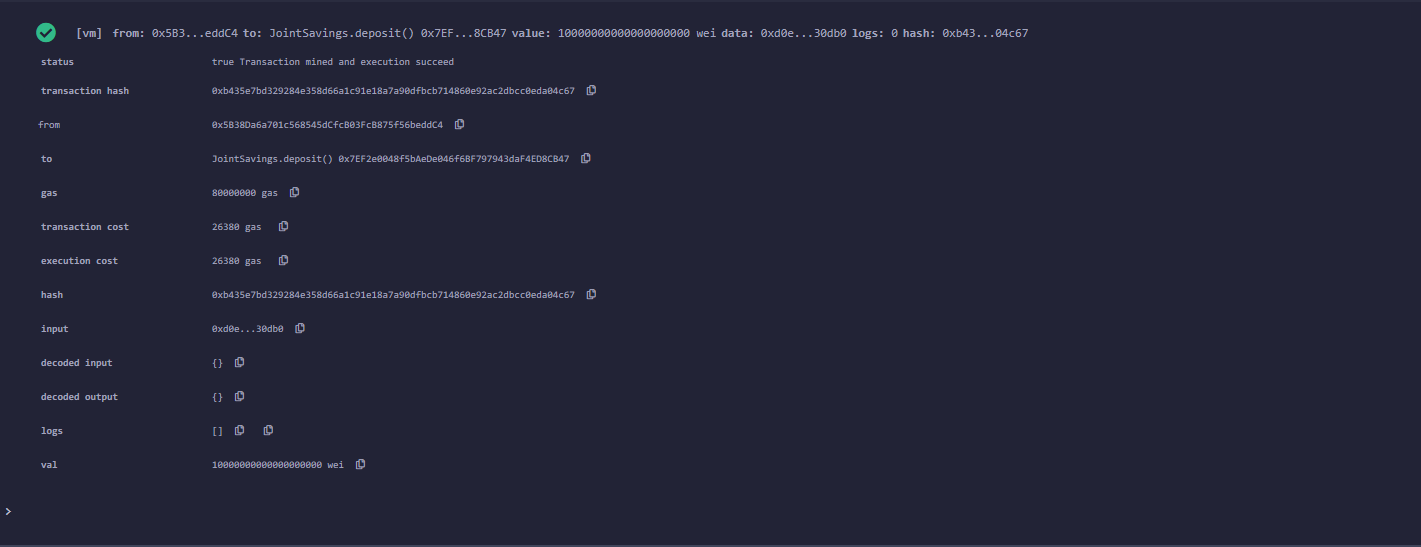 [vm] from: 0x5B3...eddC4 to: JointSavings.deposit() 0x7EF...8CB47 value: 10000000000000000000 wei data: 0xd0e...30db0 logs: 0 hash: 0xb43...04c67
status true Transaction mined and execution succeed
transaction hash 0xb435e7bd329284e358d66a1c91e18a7a90dfbcb714860e92ac2dbcc0eda04c67
from 0x5B38Da6a701c568545dCfcB03FcB875f56beddC4
to JointSavings.deposit() 0x7EF2e0048f5bAeDe046f6BF797943daF4ED8CB47
gas 80000000 gas
transaction cost 26380 gas
execution cost 26380 gas
hash 0xb435e7bd329284e358d66a1c91e18a7a90dfbcb714860e92ac2dbcc0eda04c67
input 0xd0e...30db0
decoded input {}
decoded output {}
logs []
val 10000000000000000000 wei
>